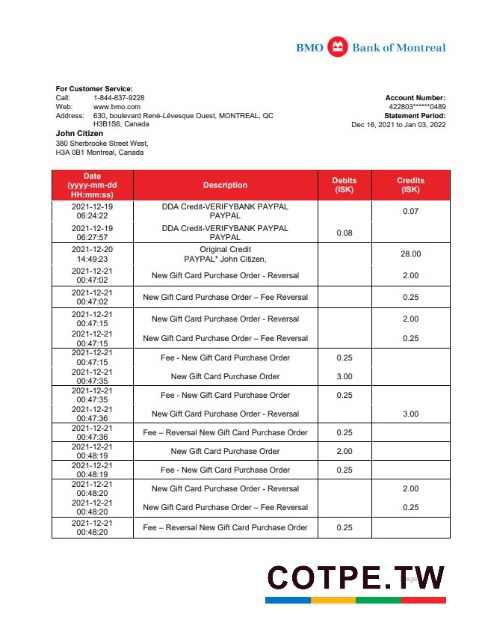 BMO Bank of Montreal
For Customer Service:
Call: 1-844-837-9228
Web: www.bmo.com
Address: 630, boulevard René-Lévesque Ouest, MONTREAL, QC
H3B1S6, Canada
Account Number:
422803******0489
Statement Period:
Dec 16, 2021 to Jan 03, 2022
John Citizen
380 Sherbrooke Street West,
H3A 0B1 Montreal, Canada
Date
(yyyy-mm-dd
HH:mm:ss)
Description
Debits
(ISK)
Credits
(ISK)
2021-12-19
06:24:22
DDA Credit-VERIFYBANK PAYPAL
PAYPAL
0.07
2021-12-19
06:27:57
DDA Credit-VERIFYBANK PAYPAL
PAYPAL
0.08
2021-12-20
14:49:23
Original Credit
PAYPAL* John Citizen,
28.00
2021-12-21
00:47:02
New Gift Card Purchase Order - Reversal
2.00
2021-12-21
00:47:02
New Gift Card Purchase Order – Fee Reversal
0.25
2021-12-21
00:47:15
New Gift Card Purchase Order - Reversal
2.00
2021-12-21
00:47:15
New Gift Card Purchase Order – Fee Reversal
0.25
2021-12-21
00:47:15
Fee - New Gift Card Purchase Order
0.25
2021-12-21
00:47:35
New Gift Card Purchase Order
3.00
2021-12-21
00:47:35
Fee - New Gift Card Purchase Order
0.25
2021-12-21
00:47:36
New Gift Card Purchase Order - Reversal
3.00
2021-12-21
00:47:36
Fee – Reversal New Gift Card Purchase Order
0.25
2021-12-21
00:48:19
New Gift Card Purchase Order
2.00
2021-12-21
00:48:19
Fee - New Gift Card Purchase Order
0.25
2021-12-21
00:48:20
New Gift Card Purchase Order - Reversal
2.00
2021-12-21
00:48:20
New Gift Card Purchase Order – Fee Reversal
0.25
2021-12-21
00:48:20
Fee – Reversal New Gift Card Purchase Order
0.25
COTPE.TW